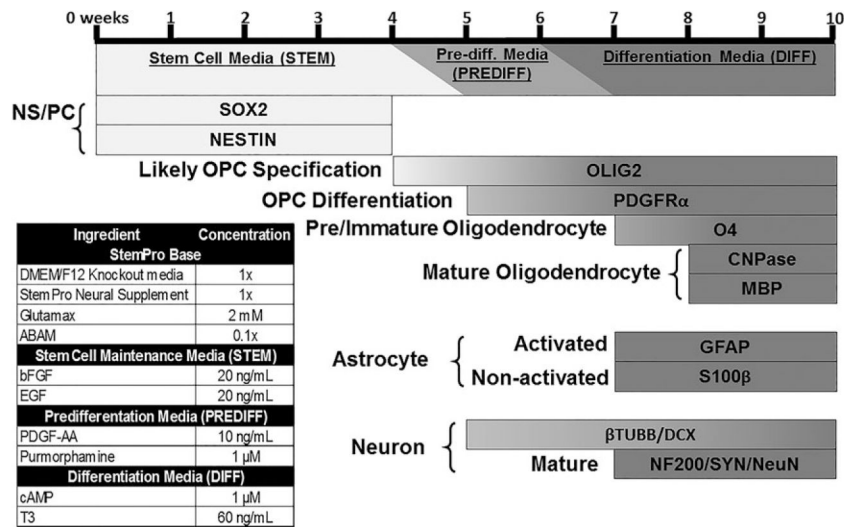 0 weeks 1 2 3 4 5 6 7 8 9 10
Stem Cell Media (STEM)
Pre-diff. Media
(PREDIFF)
Differentiation Media (DIFF)
NS/PC
SOX2
NESTIN
Likely OPC Specification
OLIG2
OPC Differentiation
PDGFRα
Pre/Immature Oligodendrocyte
O4
Mature Oligodendrocyte
CNPase
MBP
Astrocyte
Activated
GFAP
Non-activated
S100β
Neuron
βTUBB/DCX
Mature
NF200/SYN/NeuN
Ingredient Concentration
StemPro Base
DMEM/F12 Knockout media 1x
StemPro Neural Supplement 1x
Glutamax 2 mM
ABAM 0.1x
Stem Cell Maintenance Media (STEM)
bFGF 20 ng/mL
EGF 20 ng/mL
Predifferentation Media (PREDIFF)
PDGF-AA 10 ng/mL
Purmorphamine 1 µM
Differentiation Media (DIFF)
cAMP 1 µM
T3 60 ng/mL